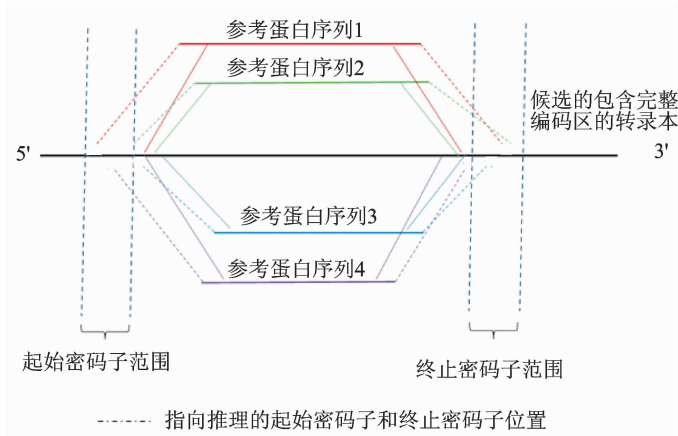 参考蛋白序列1
参考蛋白序列2
候选的包含完整
编码区的转录本
5'
3'
参考蛋白序列3
参考蛋白序列4
起始密码子范围
终止密码子范围
指向推理的起始密码子和终止密码子位置